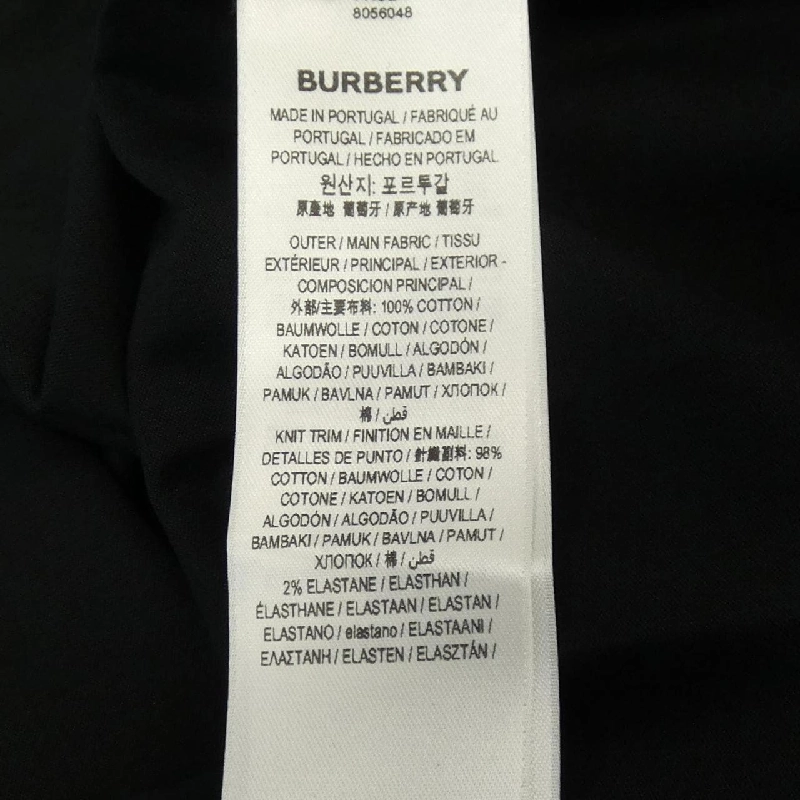 8056048
BURBERRY
MADE IN PORTUGAL / FABRIQUÉ AU
PORTUGAL / FABRICADO EM
PORTUGAL / HECHO EN PORTUGAL
원산지: 포르투갈
原產地 葡萄牙 / 原产地 葡萄牙
OUTER / MAIN FABRIC / TISSU
EXTÉRIEUR / PRINCIPAL / EXTERIOR -
COMPOSICION PRINCIPAL /
外部/主要布料: 100% COTTON /
BAUMWOLLE / COTON / COTONE /
KATOEN / BOMULL / ALGODÓN /
ALGODÃO / PUUVILLA / BAMBAKI /
PAMUK / BAVLNA / PAMUT / ХЛОПОК /
棉 / قطن
KNIT TRIM / FINITION EN MAILLE /
DETALLES DE PUNTO / 針織副料: 98%
COTTON / BAUMWOLLE / COTON /
COTONE / KATOEN / BOMULL /
ALGODÓN / ALGODÃO / PUUVILLA /
BAMBAKI / PAMUK / BAVLNA / PAMUT /
ХЛОПОК / 棉 / قطن
2% ELASTANE / ELASTHAN /
ÉLASTHANE / ELASTAAN / ELASTAN /
ELASTANO / elastano / ELASTAANI /
ΕΛΑΣΤΑΝΗ / ELASTEN / ELASZTÁN /